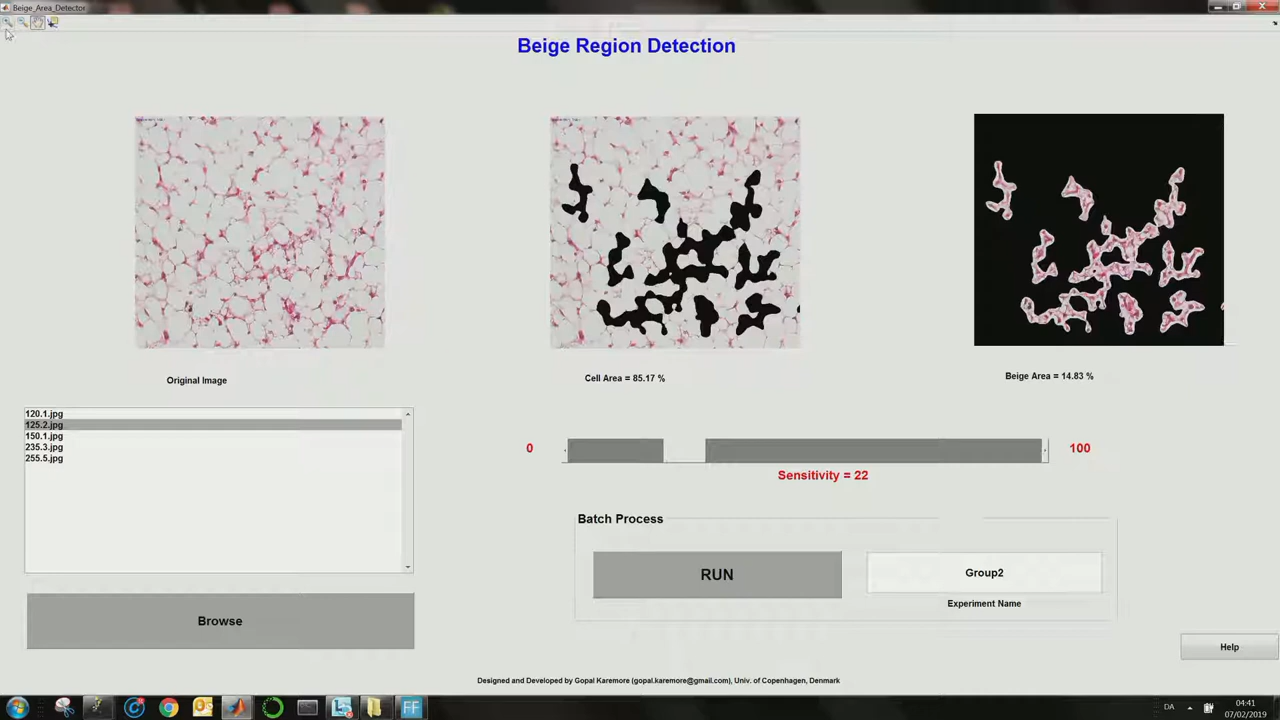 Beige_Area_Detector
Beige Region Detection
Original Image
Cell Area = 85.17 %
Beige Area = 14.83 %
120.1.jpg
125.2.jpg
150.1.jpg
235.3.jpg
255.5.jpg
0
100
Sensitivity = 22
Batch Process
RUN
Group2
Experiment Name
Browse
Help
Designed and Developed by Gopal Karemore (gopal.karemore@gmail.com), Univ. of Copenhagen, Denmark
FF
DA
04:41
07/02/2019